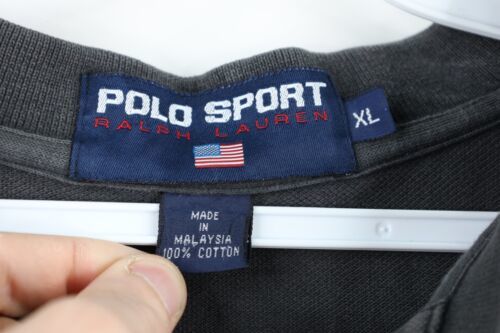 POLO SPORT
RALPH LAUREN
XL
MADE
IN
MALAYSIA
100% COTTON